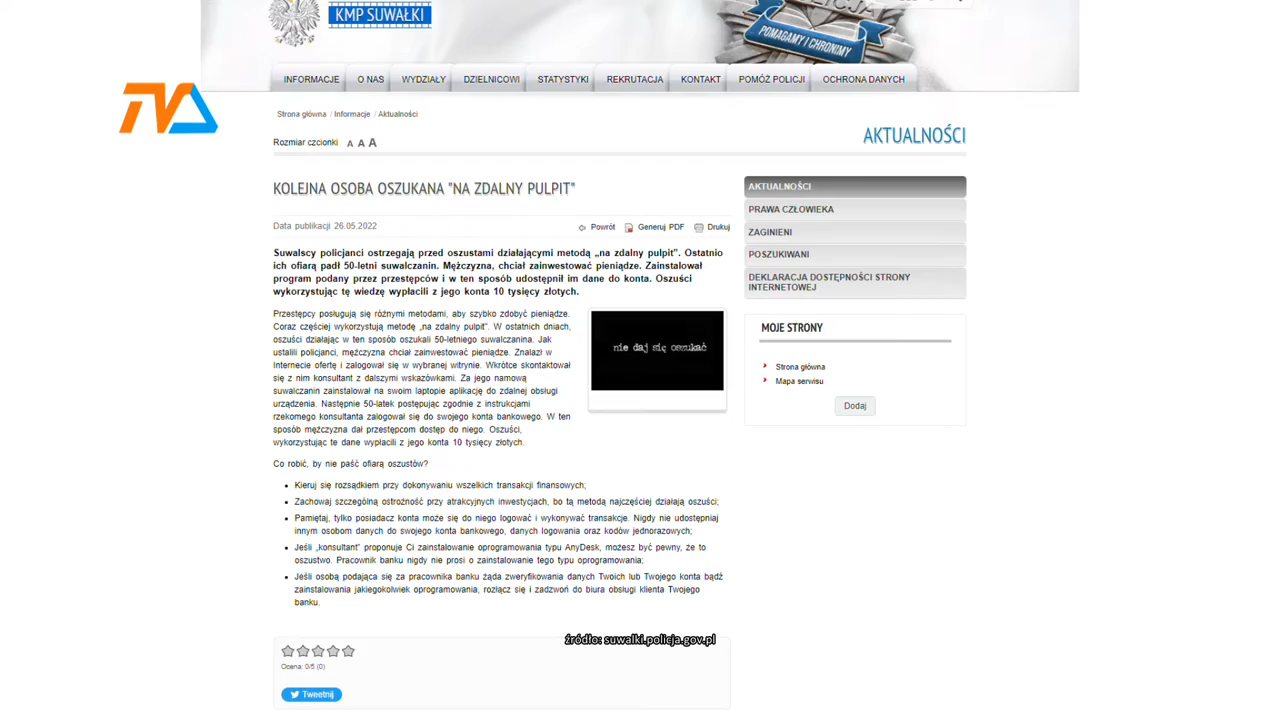 KMP SUWAŁKI
POMAGAMY I CHRONIMY
INFORMACJE O NAS WYDZIAŁY DZIELNICOWI STATYSTYKI REKRUTACJA KONTAKT POMÓŻ POLICJI OCHRONA DANYCH
TVA
Strona główna / Informacje / Aktualności
Rozmiar czcionki A A A
AKTUALNOŚCI
KOLEJNA OSOBA OSZUKANA "NA ZDALNY PULPIT"
Data publikacji 26.05.2022
Powrót Generuj PDF Drukuj
Suwalscy policjanci ostrzegają przed oszustami działającymi metodą „na zdalny pulpit". Ostatnio
ich ofiarą padł 50-letni suwalczanin. Mężczyzna, chciał zainwestować pieniądze. Zainstalował
program podany przez przestępców i w ten sposób udostępnił im dane do konta. Oszuści
wykorzystując tę wiedzę wypłacili z jego konta 10 tysięcy złotych.
Przestępcy posługują się różnymi metodami, aby szybko zdobyć pieniądze.
Coraz częściej wykorzystują metodę „na zdalny pulpit". W ostatnich dniach,
oszuści działając w ten sposób oszukali 50-letniego suwalczanina. Jak
ustalili policjanci, mężczyzna chciał zainwestować pieniądze. Znalazł w
Internecie ofertę i zalogował się w wybranej witrynie. Wkrótce skontaktował
się z nim konsultant z dalszymi wskazówkami. Za jego namową
suwalczanin zainstalował na swoim laptopie aplikację do zdalnej obsługi
urządzenia. Następnie 50-latek postępując zgodnie z instrukcjami
rzekomego konsultanta zalogował się do swojego konta bankowego. W ten
sposób mężczyzna dał przestępcom dostęp do niego. Oszuści,
wykorzystując te dane wypłacili z jego konta 10 tysięcy złotych.
nie daj się oszukać
Co robić, by nie paść ofiarą oszustów?
Kieruj się rozsądkiem przy dokonywaniu wszelkich transakcji finansowych;
Zachowaj szczególną ostrożność przy atrakcyjnych inwestycjach, bo tą metodą najczęściej działają oszuści;
Pamiętaj, tylko posiadacz konta może się do niego logować i wykonywać transakcje. Nigdy nie udostępniaj
innym osobom danych do swojego konta bankowego, danych logowania oraz kodów jednorazowych;
Jeśli „konsultant" proponuje Ci zainstalowanie oprogramowania typu AnyDesk, możesz być pewny, że to
oszustwo. Pracownik banku nigdy nie prosi o zainstalowanie tego typu oprogramowania;
Jeśli osobą podająca się za pracownika banku żąda zweryfikowania danych Twoich lub Twojego konta bądź
zainstalowania jakiegokolwiek oprogramowania, rozłącz się i zadzwoń do biura obsługi klienta Twojego
banku.
AKTUALNOŚCI
PRAWA CZŁOWIEKA
ZAGINIENI
POSZUKIWANI
DEKLARACJA DOSTĘPNOŚCI STRONY
INTERNETOWEJ
MOJE STRONY
Strona główna
Mapa serwisu
Dodaj
źródło: suwalki.policja.gov.pl
Ocena: 0/5 (0)
Tweetnij